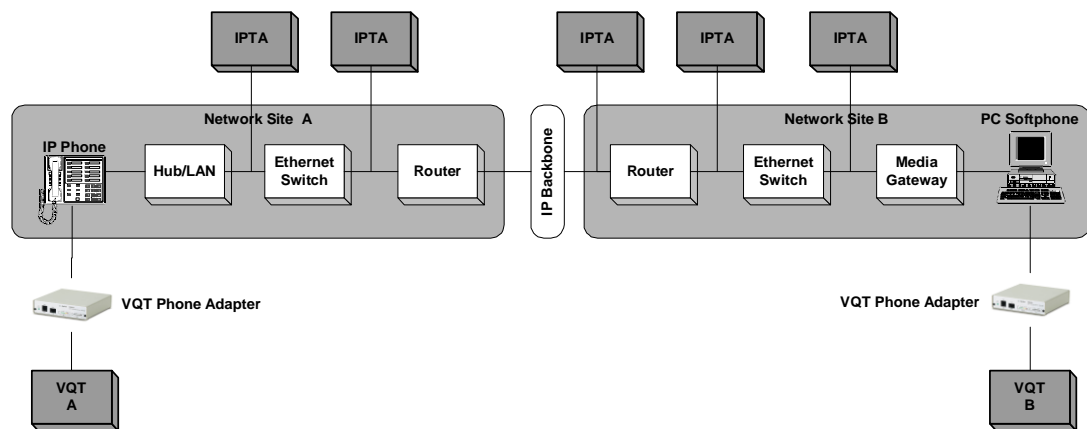 IPTA
IPTA
IPTA
IPTA
IPTA
Network Site A
Network Site B
PC Softphone
IP Phone
Hub/LAN
Ethernet
Switch
Router
IP Backbone
Router
Ethernet
Switch
Media
Gateway
VQT Phone Adapter
VQT Phone Adapter
VQT
A
VQT
B